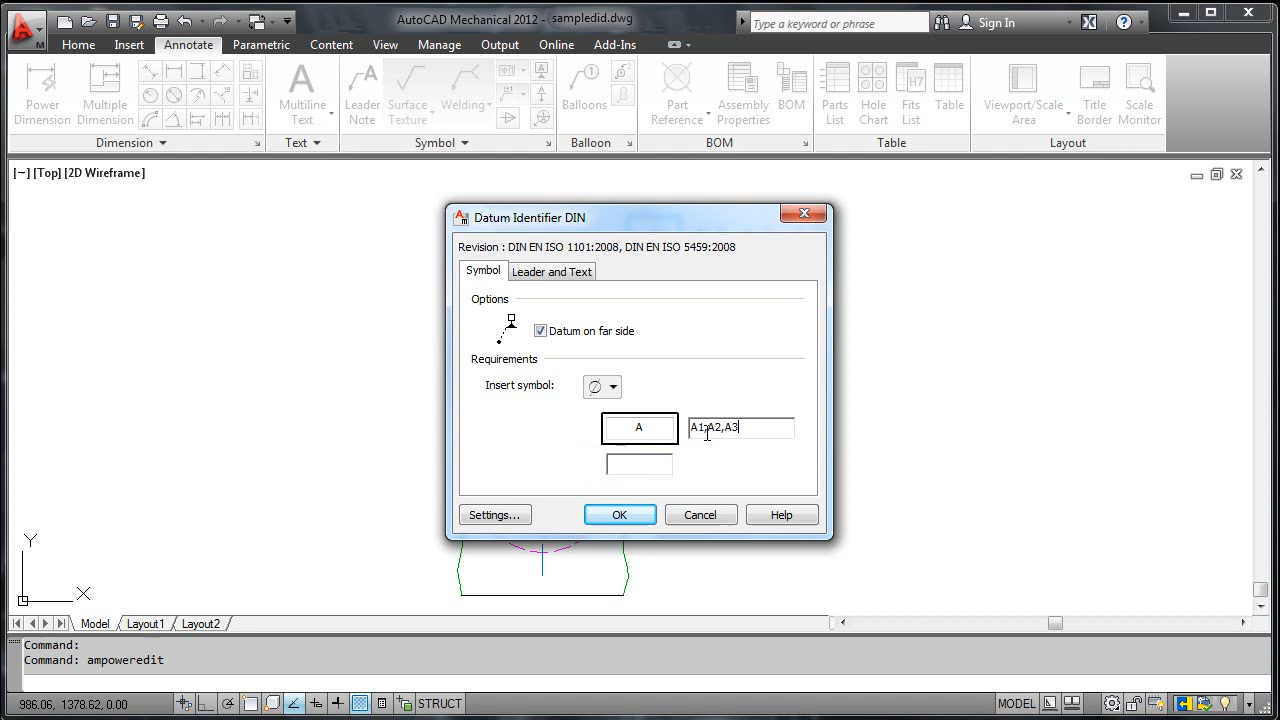 AutoCAD Mechanical 2012 - sampledid.dwg
Type a keyword or phrase
Sign In
M
Home Insert Annotate Parametric Content View Manage Output Online Add-Ins
Power Dimension
Multiple Dimension
Multiline Text
Leader Note
Surface Texture
Welding
Balloons
Part Reference
Assembly Properties
BOM
Parts List
Hole Chart
Fits List
Table
Viewport/Scale Area
Title Border
Scale Monitor
Dimension Text Symbol Balloon BOM Table Layout
[−] [Top] [2D Wireframe]
Datum Identifier DIN
Revision : DIN EN ISO 1101:2008, DIN EN ISO 5459:2008
Symbol Leader and Text
Options
Datum on far side
Requirements
Insert symbol:
A
A1,A2,A3
Settings... OK Cancel Help
Y
X
Model Layout1 Layout2
Command:
Command: ampoweredit
986.06, 1378.62, 0.00
STRUCT
MODEL